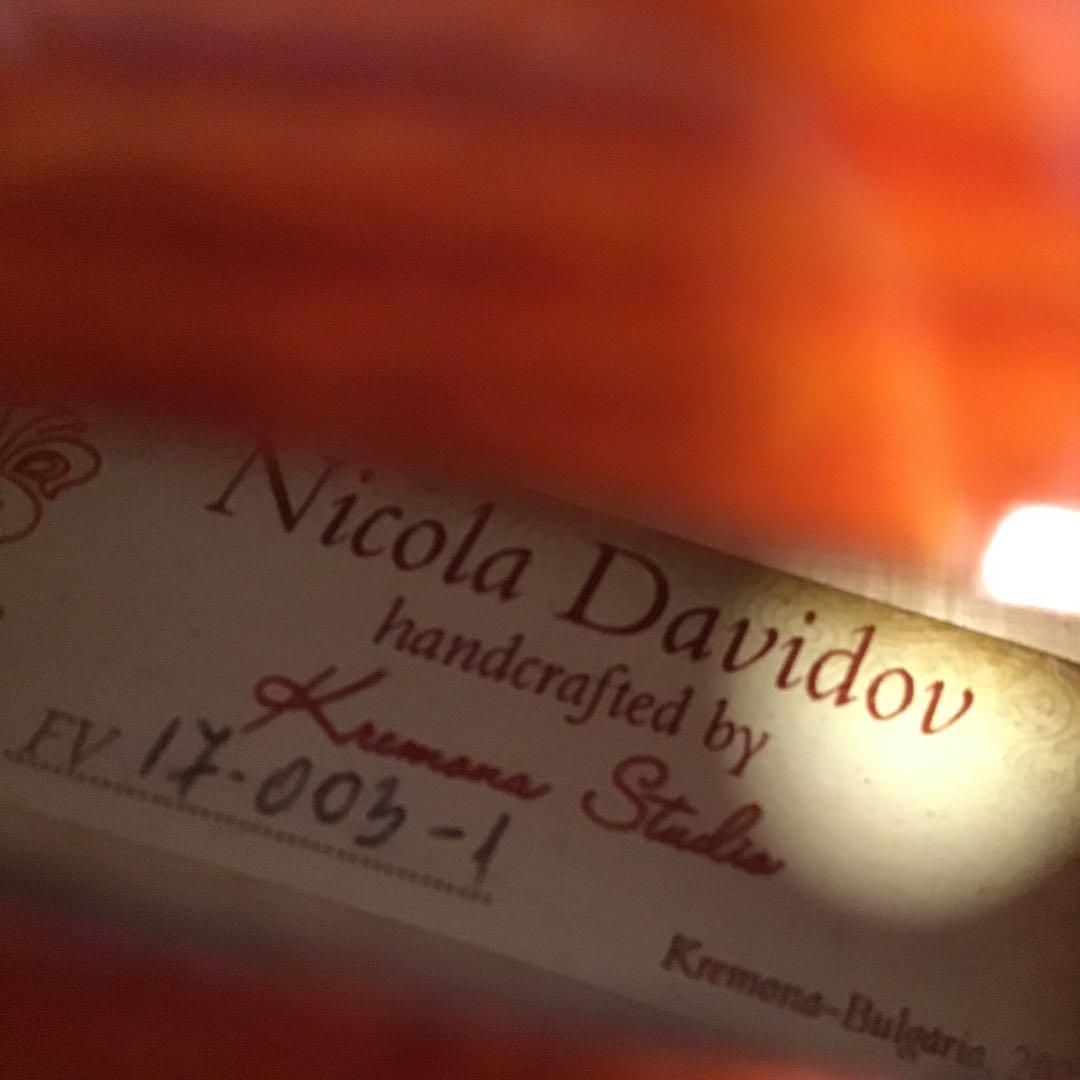 Nicola Davidov
handcrafted by
Kremona Studio
FV 17-003-1
Kremona-Bulgaria